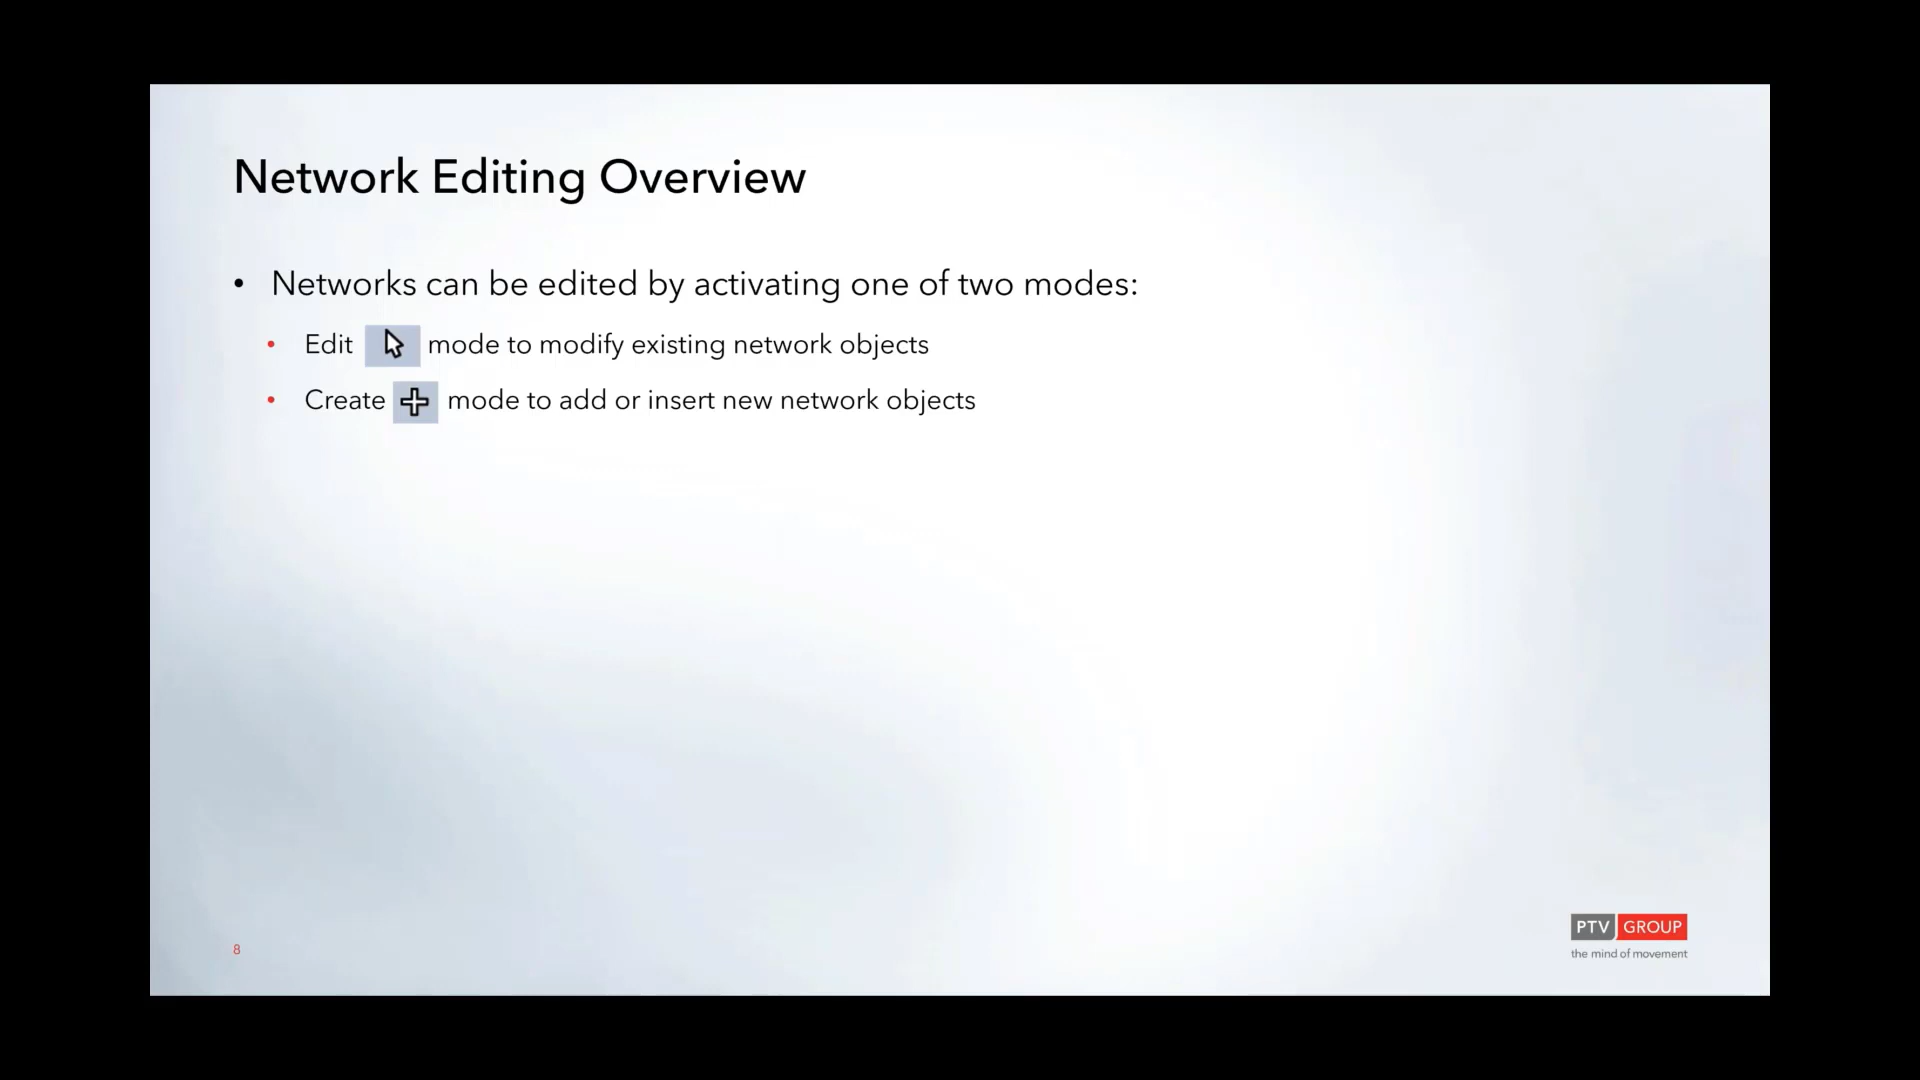 Network Editing Overview
• Networks can be edited by activating one of two modes:
• Edit mode to modify existing network objects
• Create mode to add or insert new network objects
8
PTV GROUP
the mind of movement